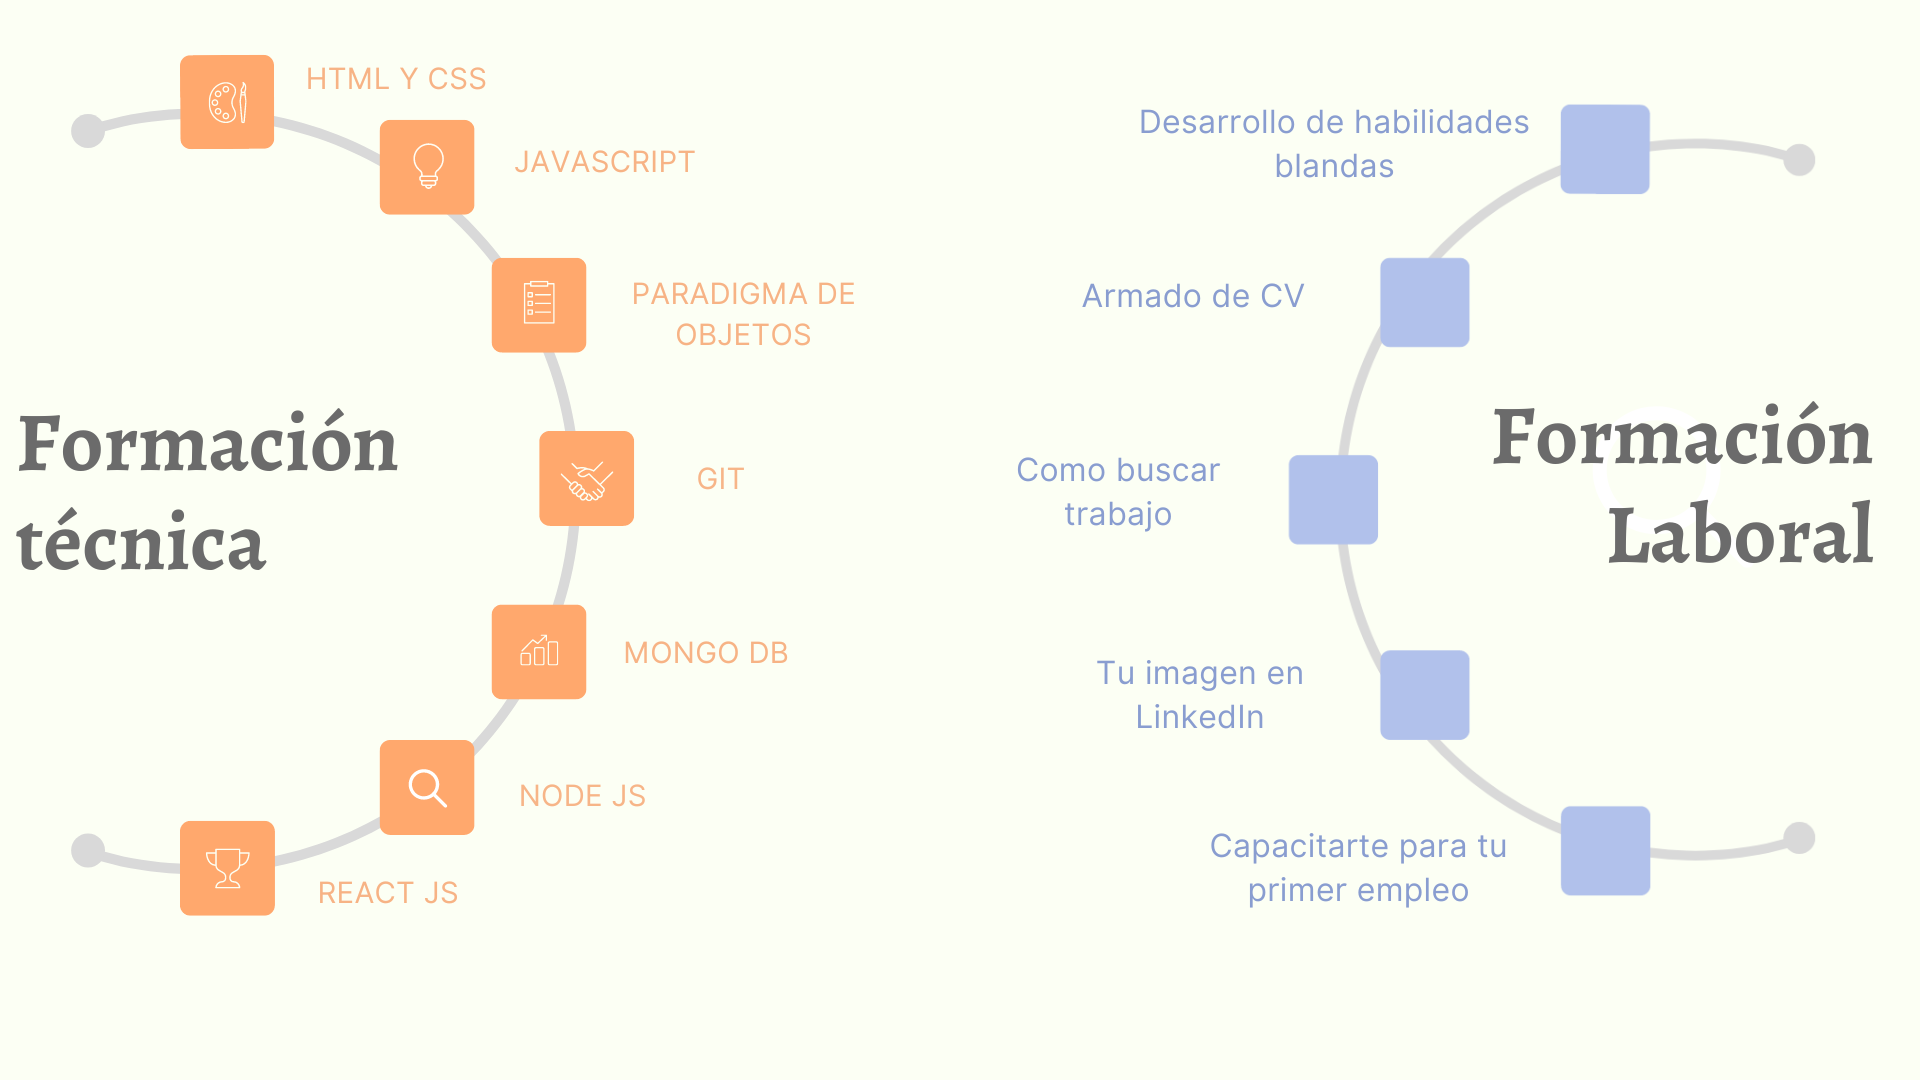 Formación
técnica
HTML Y CSS
JAVASCRIPT
PARADIGMA DE
OBJETOS
GIT
MONGO DB
NODE JS
REACT JS
Formación
Laboral
Desarrollo de habilidades
blandas
Armado de CV
Como buscar
trabajo
Tu imagen en
LinkedIn
Capacitarte para tu
primer empleo